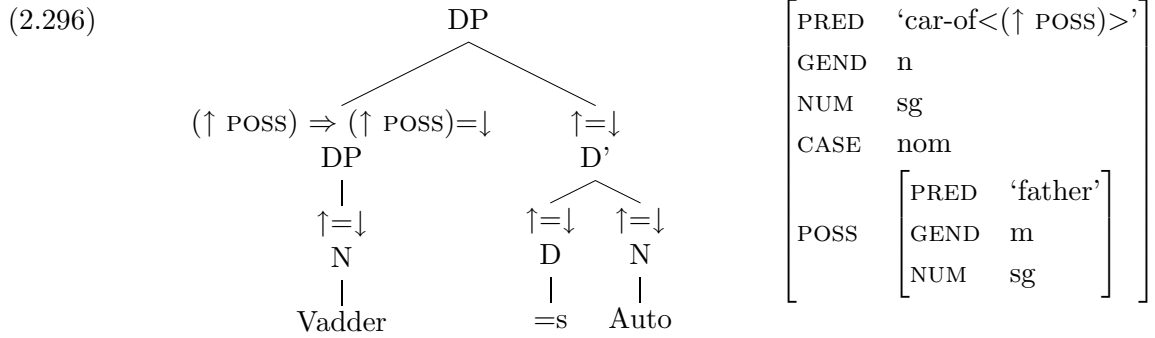 (2.296)
DP
(↑ POSS) ⇒ (↑ POSS)=↓ ↑=↓
DP D'
↑=↓ ↑=↓ ↑=↓
N D N
Vadder =s Auto
PRED ‘car-of<(↑ POSS)>’
GEND n
NUM sg
CASE nom
POSS
PRED ‘father’
GEND m
NUM sg